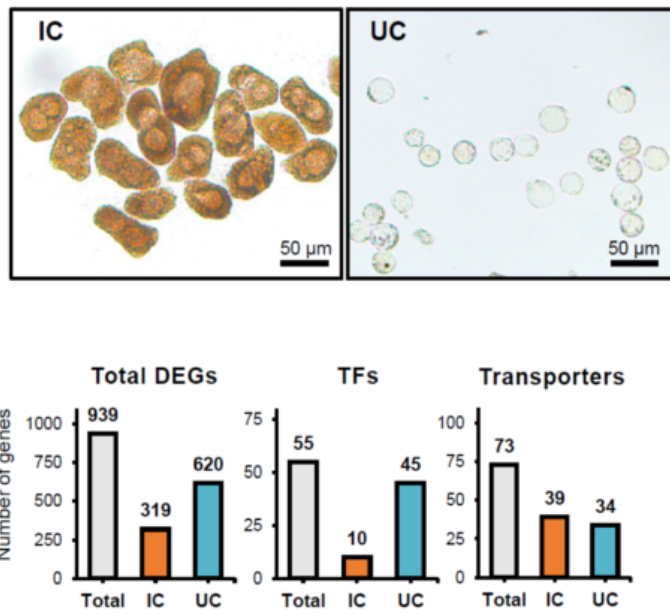 IC
UC
50 µm
50 µm
Total DEGs
TFs
Transporters
Number of genes
1000
750
500
250
0
939
319
620
Total
IC
UC
75
50
25
0
55
10
45
Total
IC
UC
100
75
50
25
0
73
39
34
Total
IC
UC